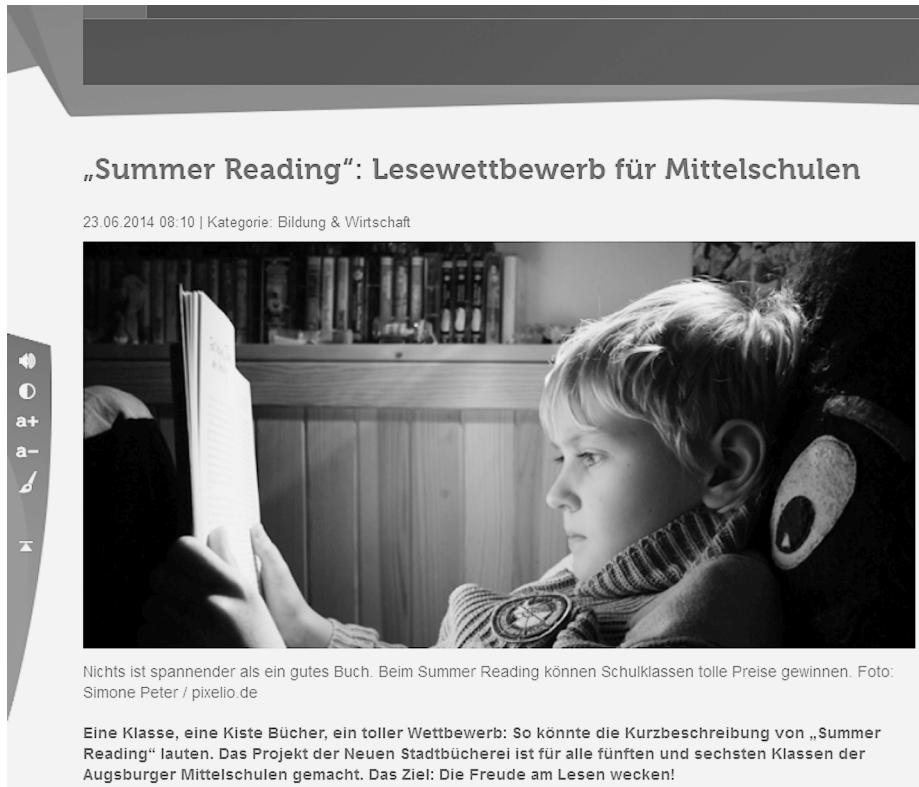 „Summer Reading“: Lesewettbewerb für Mittelschulen
23.06.2014 08:10 | Kategorie: Bildung & Wirtschaft
a+
a−
Nichts ist spannender als ein gutes Buch. Beim Summer Reading können Schulklassen tolle Preise gewinnen. Foto:
Simone Peter / pixelio.de
Eine Klasse, eine Kiste Bücher, ein toller Wettbewerb: So könnte die Kurzbeschreibung von „Summer
Reading“ lauten. Das Projekt der Neuen Stadtbücherei ist für alle fünften und sechsten Klassen der
Augsburger Mittelschulen gemacht. Das Ziel: Die Freude am Lesen wecken!